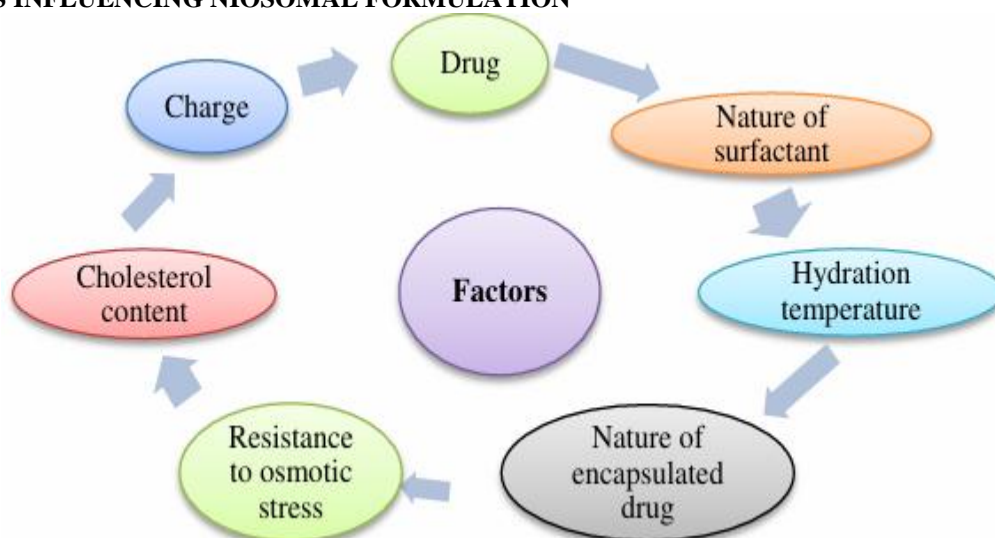 INFLUENCING NIOSOMAL FORMULATION
Drug
Charge
Nature of
surfactant
Cholesterol
content
Factors
Hydration
temperature
Resistance
to osmotic
stress
Nature of
encapsulated
drug